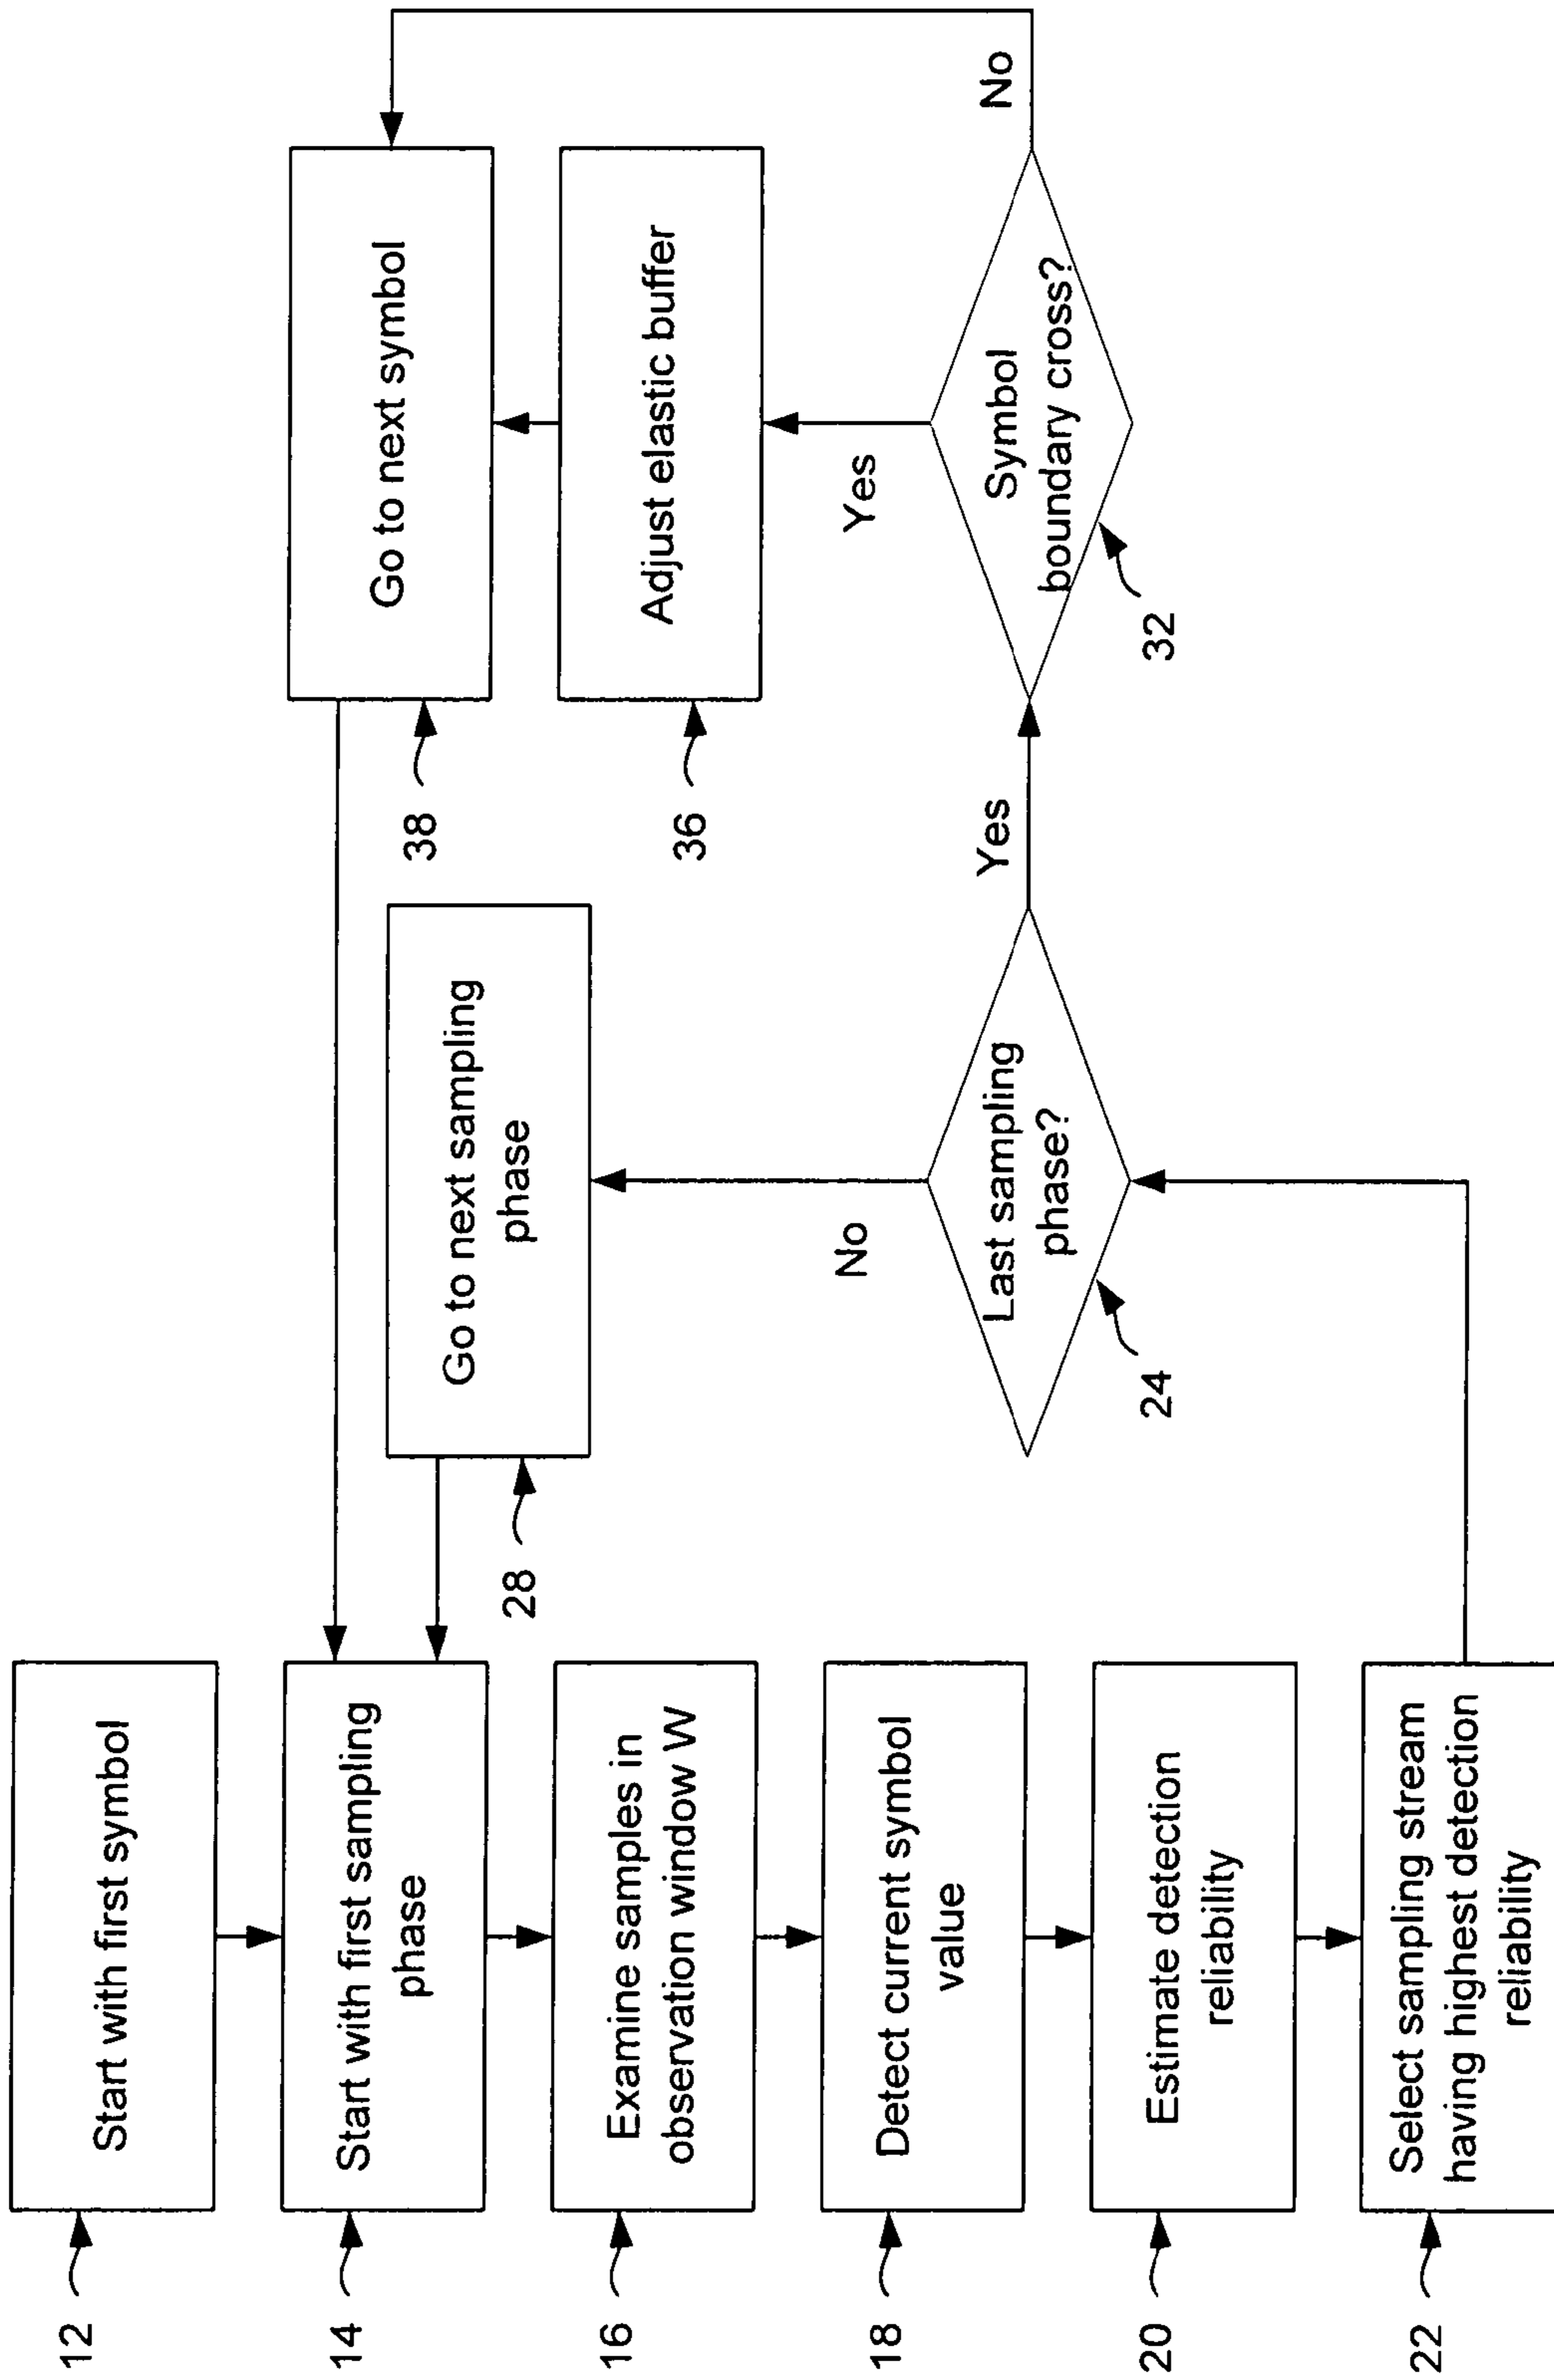 12
Start with first symbol
14
Start with first sampling
phase
16
Examine samples in
observation window W
18
Detect current symbol
value
20
Estimate detection
reliability
22
Select sampling stream
having highest detection
reliability
24
Last sampling
phase?
No
Yes
28
Go to next sampling
phase
32
Symbol
boundary cross?
Yes
No
36
Adjust elastic buffer
38
Go to next symbol